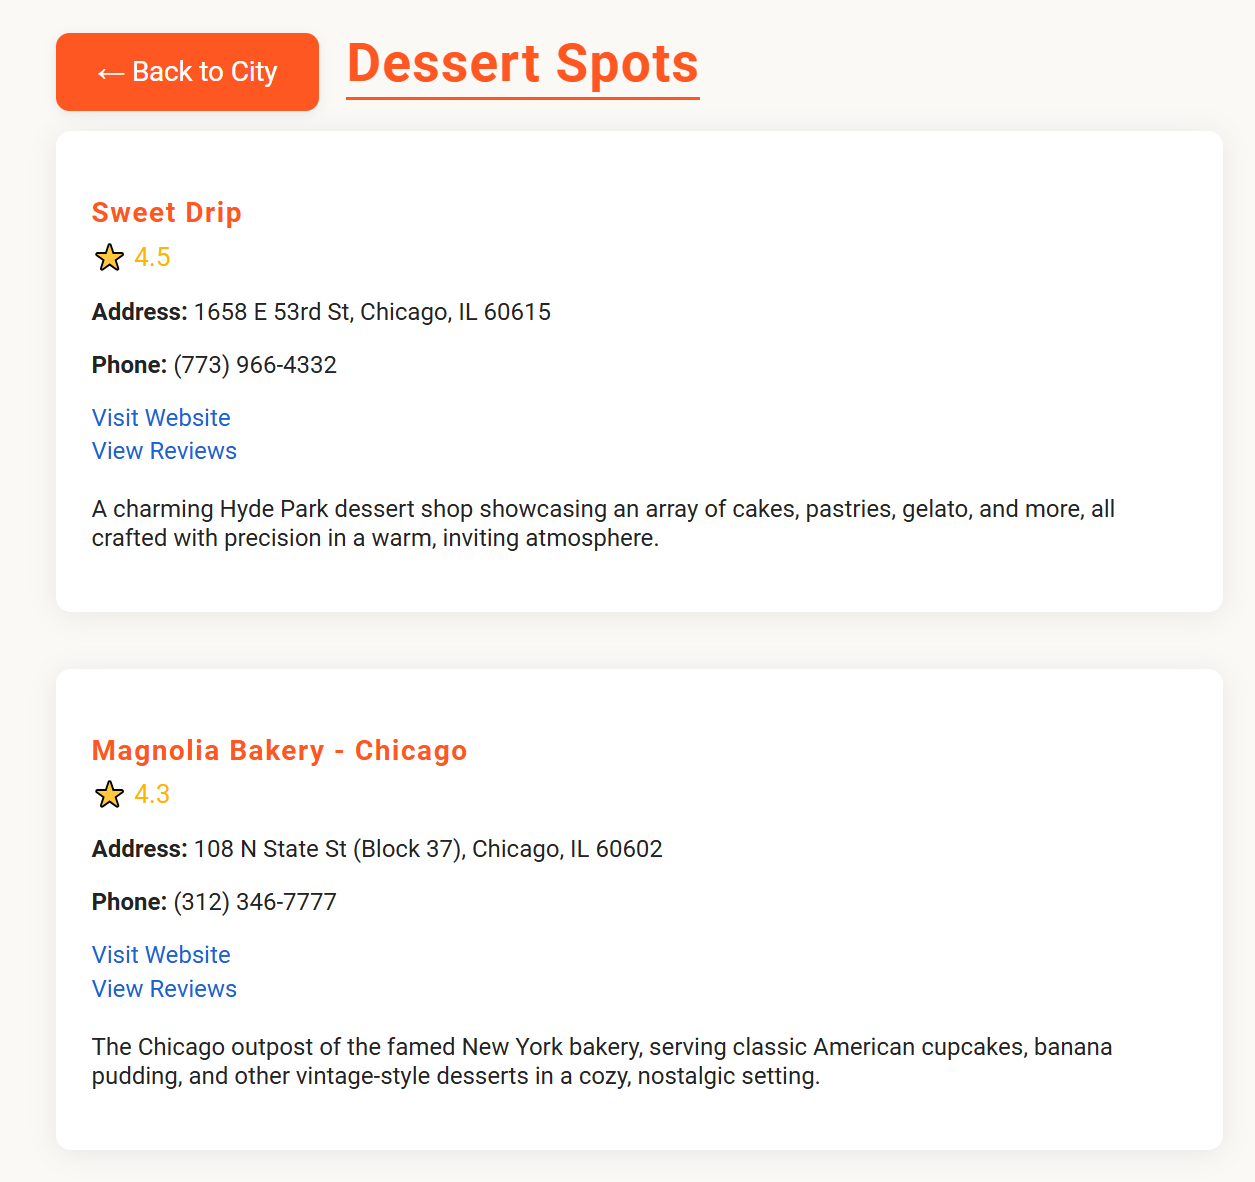 ← Back to City
Dessert Spots
Sweet Drip
4.5
Address: 1658 E 53rd St, Chicago, IL 60615
Phone: (773) 966-4332
Visit Website
View Reviews
A charming Hyde Park dessert shop showcasing an array of cakes, pastries, gelato, and more, all
crafted with precision in a warm, inviting atmosphere.
Magnolia Bakery - Chicago
4.3
Address: 108 N State St (Block 37), Chicago, IL 60602
Phone: (312) 346-7777
Visit Website
View Reviews
The Chicago outpost of the famed New York bakery, serving classic American cupcakes, banana
pudding, and other vintage-style desserts in a cozy, nostalgic setting.